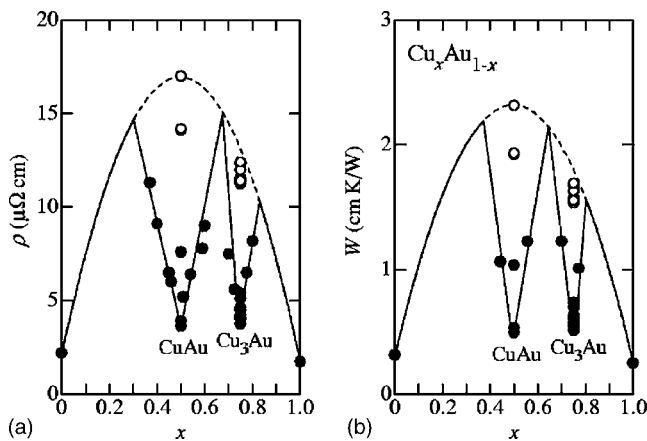 20
15
10
5
0
ρ (μΩ cm)
CuAu
Cu3Au
0 0.2 0.4 0.6 0.8 1.0
x
(a)
CuxAu1-x
3
2
1
0
W (cm K/W)
CuAu
Cu3Au
0 0.2 0.4 0.6 0.8 1.0
x
(b)